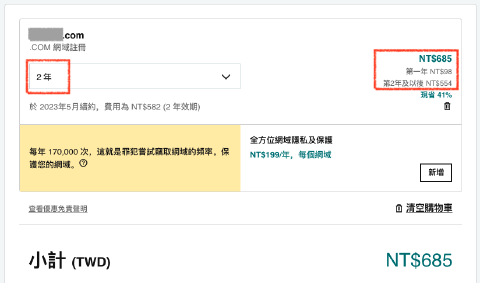 .com
.COM 網域註冊
2 年
NT$685
第一年 NT$98
第2年及以後 NT$554
現省 41%
於 2023年5月續約，費用為 NT$582 (2 年效期)
每年 170,000 次，這就是罪犯嘗試竊取網域的頻率，保
護您的網域。
全方位網域隱私及保護
NT$199/年，每個網域
新增
查看優惠免責聲明
清空購物車
小計 (TWD)
NT$685